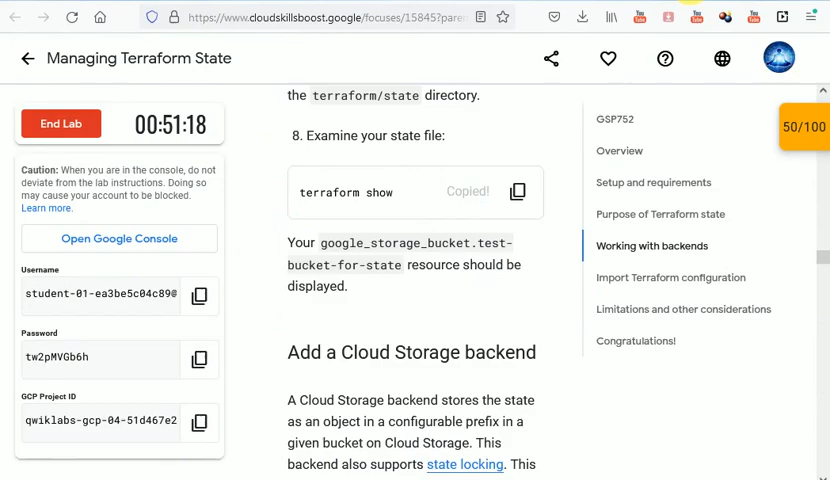 https://www.cloudskillsboost.google/focuses/15845?pare
Managing Terraform State
End Lab
00:51:18
Caution: When you are in the console, do not
deviate from the lab instructions. Doing so
may cause your account to be blocked.
Learn more.
Open Google Console
Username
student-01-ea3be5c04c89@
Password
tw2pMVGb6h
GCP Project ID
qwiklabs-gcp-04-51d467e2
the terraform/state directory.
8. Examine your state file:
terraform show
Copied!
Your google_storage_bucket.test-
bucket-for-state resource should be
displayed.
Add a Cloud Storage backend
A Cloud Storage backend stores the state
as an object in a configurable prefix in a
given bucket on Cloud Storage. This
backend also supports state locking. This
GSP752
Overview
Setup and requirements
Purpose of Terraform state
Working with backends
Import Terraform configuration
Limitations and other considerations
Congratulations!
50/100